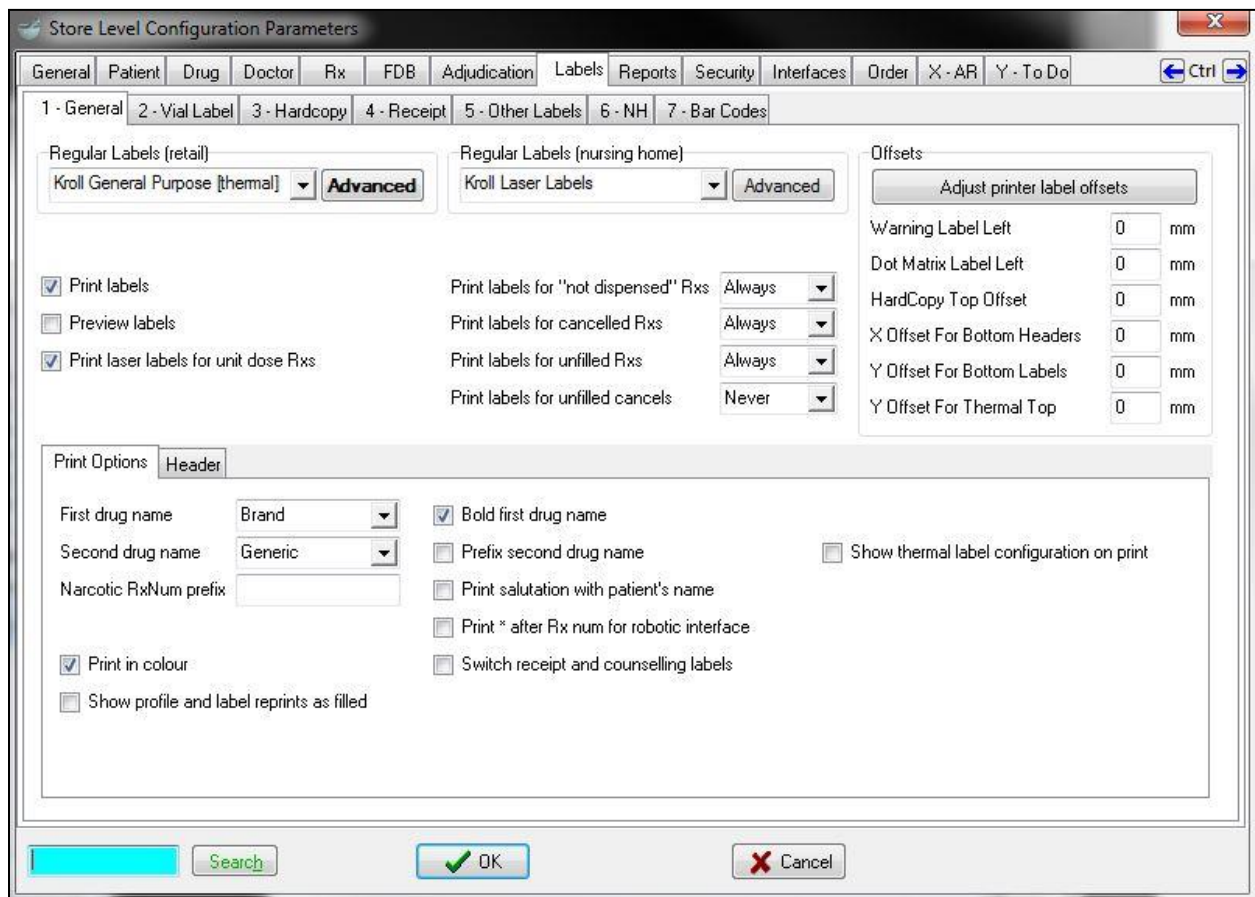 Store Level Configuration Parameters
General Patient Drug Doctor Rx FDB Adjudication Labels Reports Security Interfaces Order X - AR Y - To Do Ctrl
1 - General 2 - Vial Label 3 - Hardcopy 4 - Receipt 5 - Other Labels 6 - NH 7 - Bar Codes
Regular Labels (retail)
Kroll General Purpose [thermal] Advanced
Regular Labels (nursing home)
Kroll Laser Labels Advanced
Offsets
Adjust printer label offsets
Warning Label Left 0 mm
Dot Matrix Label Left 0 mm
HardCopy Top Offset 0 mm
X Offset For Bottom Headers 0 mm
Y Offset For Bottom Labels 0 mm
Y Offset For Thermal Top 0 mm
Print labels
Preview labels
Print laser labels for unit dose Rxs
Print labels for "not dispensed" Rxs Always
Print labels for cancelled Rxs Always
Print labels for unfilled Rxs Always
Print labels for unfilled cancels Never
Print Options Header
First drug name Brand
Second drug name Generic
Narcotic RxNum prefix
Print in colour
Show profile and label reprints as filled
Bold first drug name
Prefix second drug name
Print salutation with patient's name
Print * after Rx num for robotic interface
Switch receipt and counselling labels
Show thermal label configuration on print
Search OK Cancel